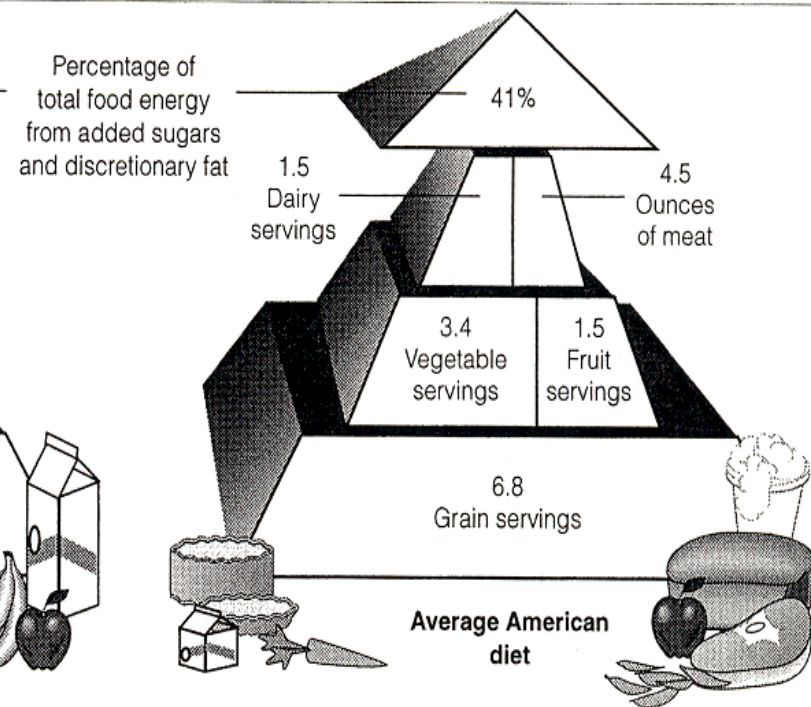 Percentage of
total food energy
from added sugars
and discretionary fat
41%
1.5
Dairy
servings
4.5
Ounces
of meat
3.4
Vegetable
servings
1.5
Fruit
servings
6.8
Grain servings
Average American
diet